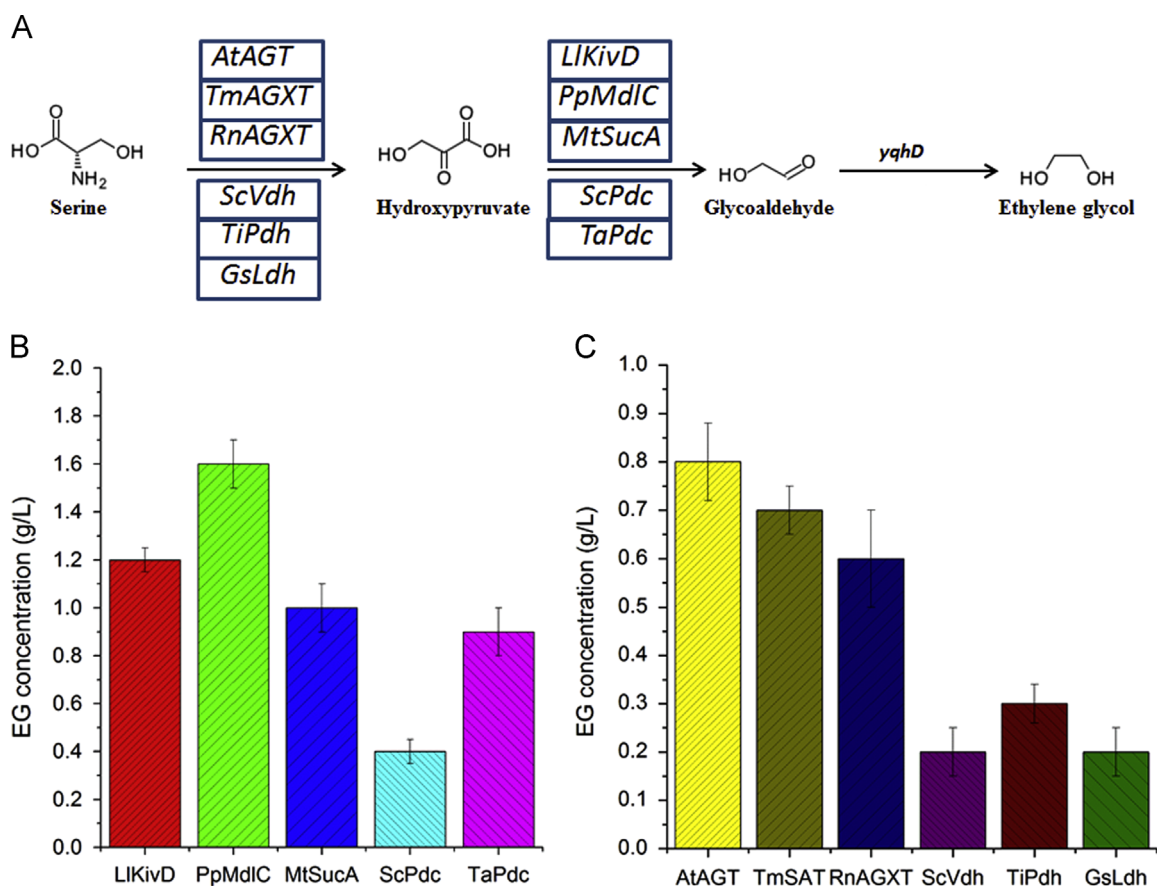 A
AtAGT
TmAGXT
RnAGXT
ScVdh
TiPdh
GsLdh
LlKivD
PpMdlC
MtSucA
ScPdc
TaPdc
yqhD
O
HO
OH
NH2
Serine
HO
O
OH
O
Hydroxypyruvate
HO
O
Glycoaldehyde
HO
OH
Ethylene glycol
B
EG concentration (g/L)
2.0
1.8
1.6
1.4
1.2
1.0
0.8
0.6
0.4
0.2
0.0
LlKivD PpMdlC MtSucA ScPdc TaPdc
C
EG concentration (g/L)
1.0
0.9
0.8
0.7
0.6
0.5
0.4
0.3
0.2
0.1
0.0
AtAGT TmSAT RnAGXT ScVdh TiPdh GsLdh